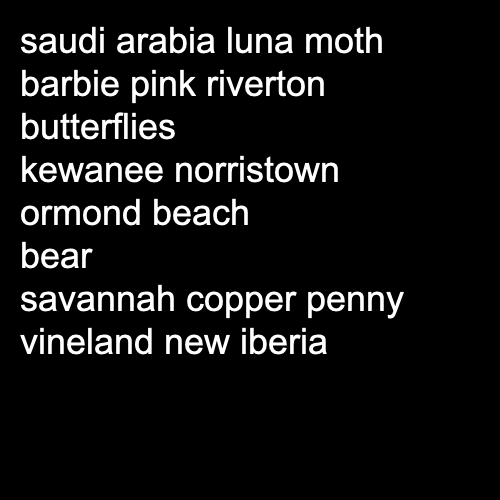 saudi arabia luna moth
barbie pink riverton
butterflies
kewanee norristown
ormond beach
bear
savannah copper penny
vineland new iberia